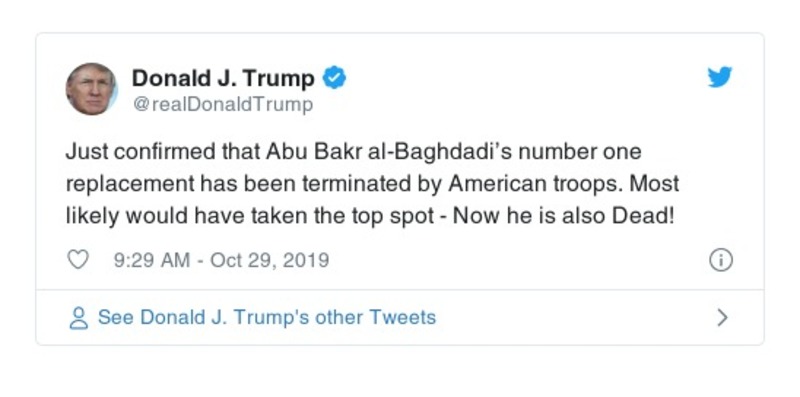 Donald J. Trump
@realDonaldTrump
Just confirmed that Abu Bakr al-Baghdadi’s number one
replacement has been terminated by American troops. Most
likely would have taken the top spot - Now he is also Dead!
9:29 AM - Oct 29, 2019
See Donald J. Trump's other Tweets